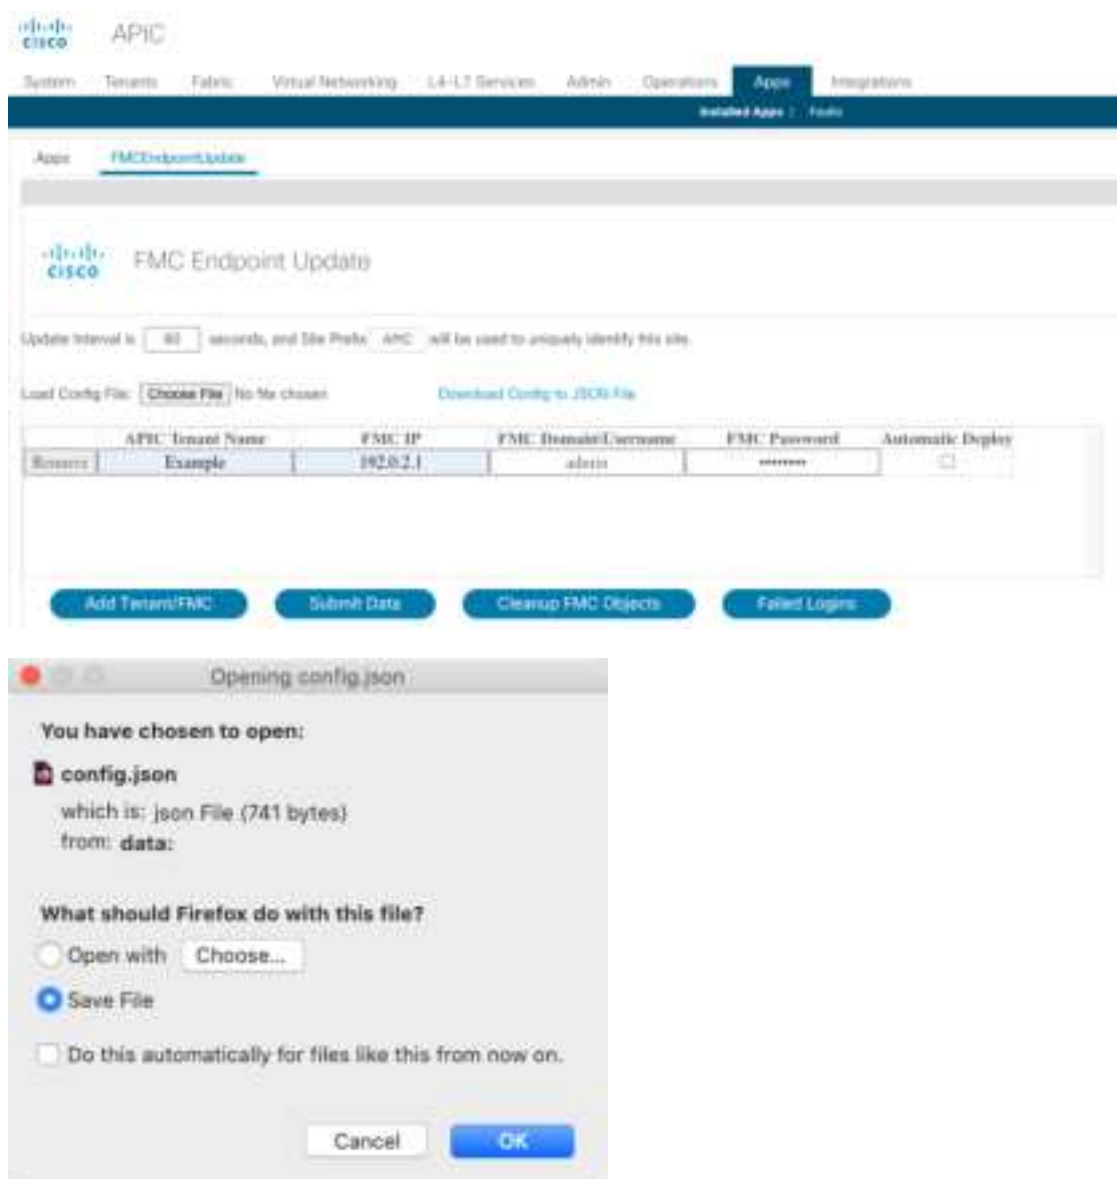 cisco APIC
System Tenants Fabric Virtual Networking L4-L7 Services Admin Operations Apps Integrations
Installed Apps | Faults
Apps FMCEndpointUpdate
cisco FMC Endpoint Update
Update Interval is 60 seconds, and Site Prefix APIC will be used to uniquely identify this site.
Load Config File: Choose File No file chosen Download Config to JSON File
APIC Tenant Name FMC IP FMC Domain\Username FMC Password Automatic Deploy
Remove Example 192.0.2.1 admin ••••••••
Add Tenant/FMC Submit Data Cleanup FMC Objects Failed Logins
Opening config.json
You have chosen to open:
config.json
which is: json File (741 bytes)
from: data:
What should Firefox do with this file?
Open with Choose...
Save File
Do this automatically for files like this from now on.
Cancel OK